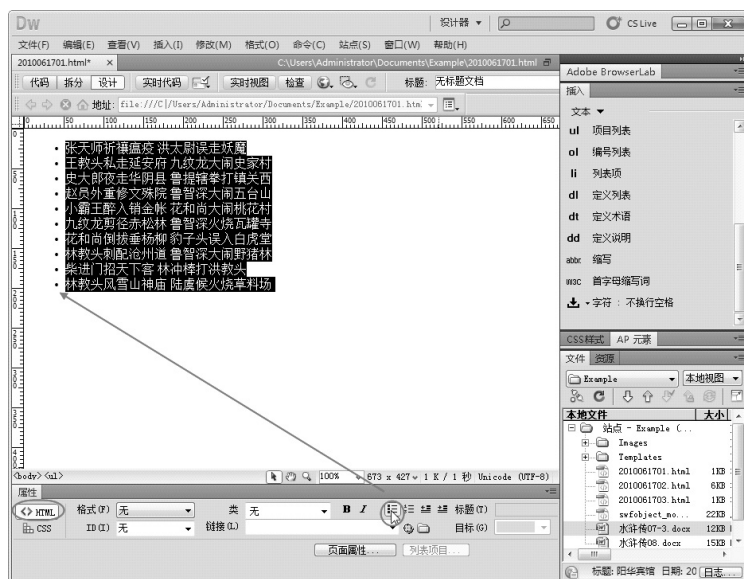 Dw 设计器 CS Live
文件(F) 编辑(E) 查看(V) 插入(I) 修改(M) 格式(O) 命令(C) 站点(S) 窗口(W) 帮助(H)
2010061701.html* × C:\Users\Administrator\Documents\Example\2010061701.html
代码 拆分 设计 实时代码 实时视图 检查 标题: 无标题文档
地址: file:///C|/Users/Administrator/Documents/Example/2010061701.htm
0 50 100 150 200 250 300 350 400 450 500 550 600 650
张天师祈禳瘟疫 洪太尉误走妖魔
王教头私走延安府 九纹龙大闹史家村
史大郎夜走华阴县 鲁提辖拳打镇关西
赵员外重修文殊院 鲁智深大闹五台山
小霸王醉入销金帐 花和尚大闹桃花村
九纹龙剪径赤松林 鲁智深火烧瓦罐寺
花和尚倒拔垂杨柳 豹子头误入白虎堂
林教头刺配沧州道 鲁智深大闹野猪林
柴进门招天下客 林冲棒打洪教头
林教头风雪山神庙 陆虞候火烧草料场
<body> <ul> 100% 673 x 427 1 K / 1 秒 Unicode (UTF-8)
属性
<> HTML 格式(F) 无 类 无 B I 标题(T)
CSS ID(I) 无 链接(L) 目标(G)
页面属性... 列表项目...
Adobe BrowserLab
插入
文本
ul 项目列表
ol 编号列表
li 列表项
dl 定义列表
dt 定义术语
dd 定义说明
abbr. 缩写
W3C 首字母缩写词
字符 : 不换行空格
CSS样式 AP 元素
文件 资源
Example 本地视图
本地文件 大小
站点 - Example (...
Images
Templates
2010061701.html 1KB
2010061702.html 6KB
2010061703.html 1KB
swfobject_mo... 22KB
水浒传07-3.docx 12KB
水浒传08.docx 15KB
标题: 阳华宾馆 日期: 20 日志...